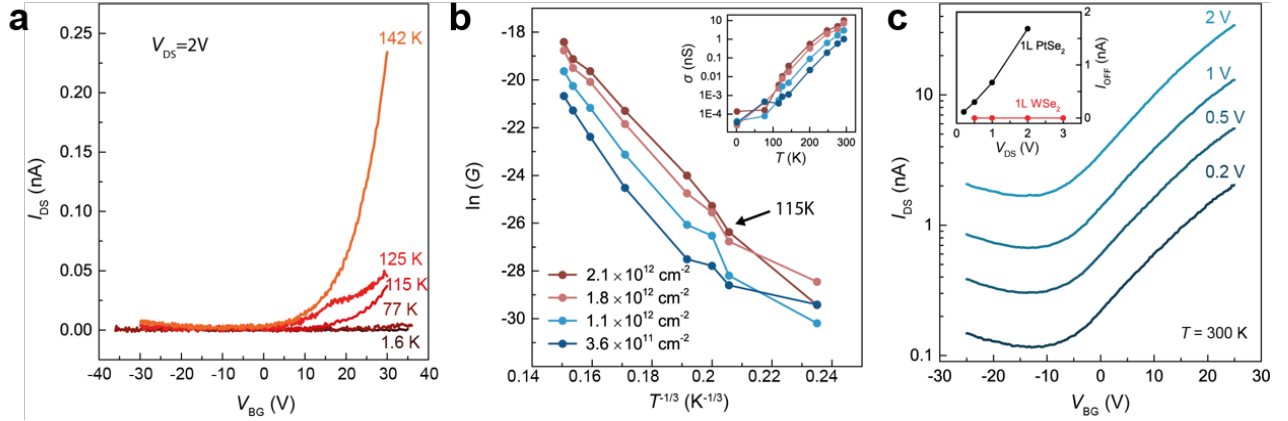 a
V_DS=2V
142 K
125 K
115 K
77 K
1.6 K
0.25
0.20
0.15
0.10
0.05
0.00
I_DS (nA)
-40 -30 -20 -10 0 10 20 30 40
V_BG (V)
b
-18
-20
-22
-24
-26
-28
-30
ln (G)
0.14 0.16 0.18 0.2 0.22 0.24
T^-1/3 (K^-1/3)
115K
2.1 × 10^12 cm^-2
1.8 × 10^12 cm^-2
1.1 × 10^12 cm^-2
3.6 × 10^11 cm^-2
σ (nS)
10
1
0.1
0.01
1E-3
1E-4
0 100 200 300
T (K)
c
10
1
0.1
I_DS (nA)
-30 -20 -10 0 10 20 30
V_BG (V)
2 V
1 V
0.5 V
0.2 V
T = 300 K
1L PtSe₂
1L WSe₂
2
1
0
I_OFF (nA)
0 1 2 3
V_DS (V)